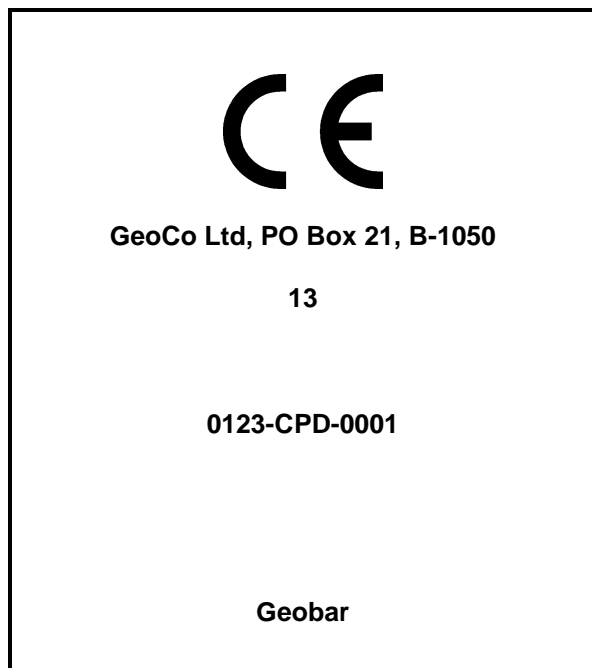 CE
GeoCo Ltd, PO Box 21, B-1050
13
0123-CPD-0001
Geobar